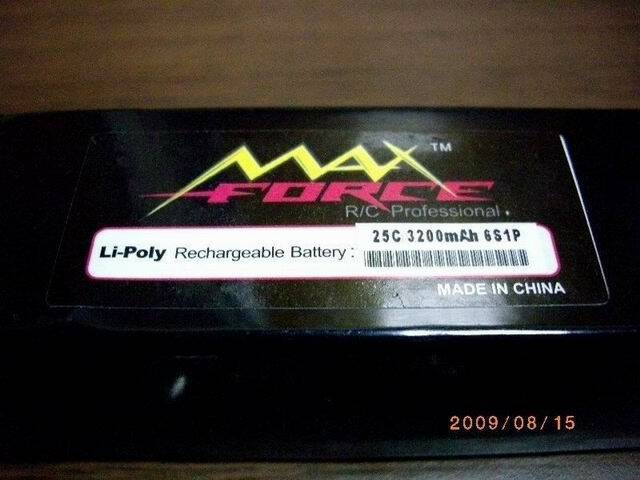 MAX ™
FORCE
R/C Professional.
Li-Poly Rechargeable Battery: 25C 3200mAh 6S1P
MADE IN CHINA
2009/08/15